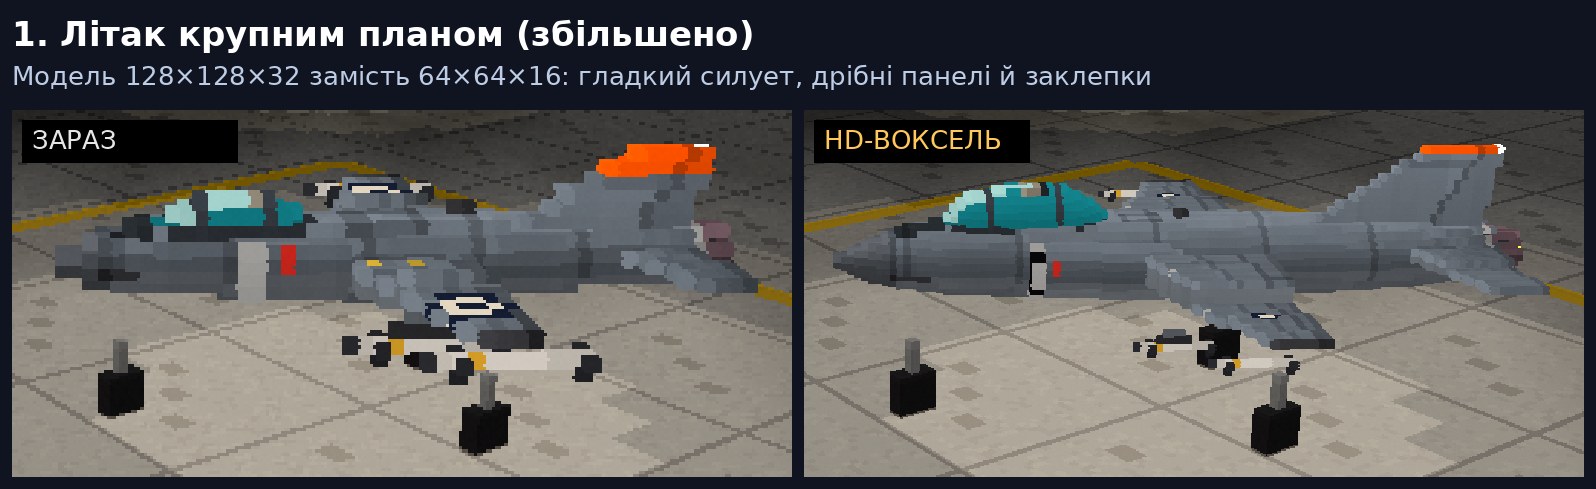 1. Літак крупним планом (збільшено)
Модель 128×128×32 замість 64×64×16: гладкий силует, дрібні панелі й заклепки
ЗАРАЗ
HD-ВОКСЕЛЬ